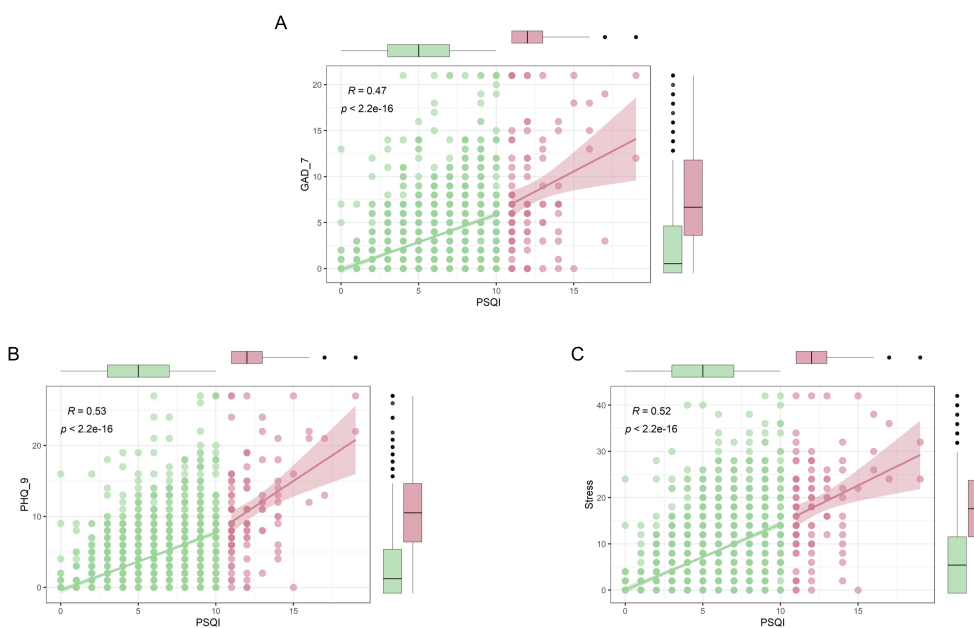 A
R = 0.47
p < 2.2e-16
20
15
10
5
0
GAD_7
0 5 10 15
PSQI
B
R = 0.53
p < 2.2e-16
20
10
0
PHQ_9
0 5 10 15
PSQI
C
R = 0.52
p < 2.2e-16
40
30
20
10
0
Stress
0 5 10 15
PSQI